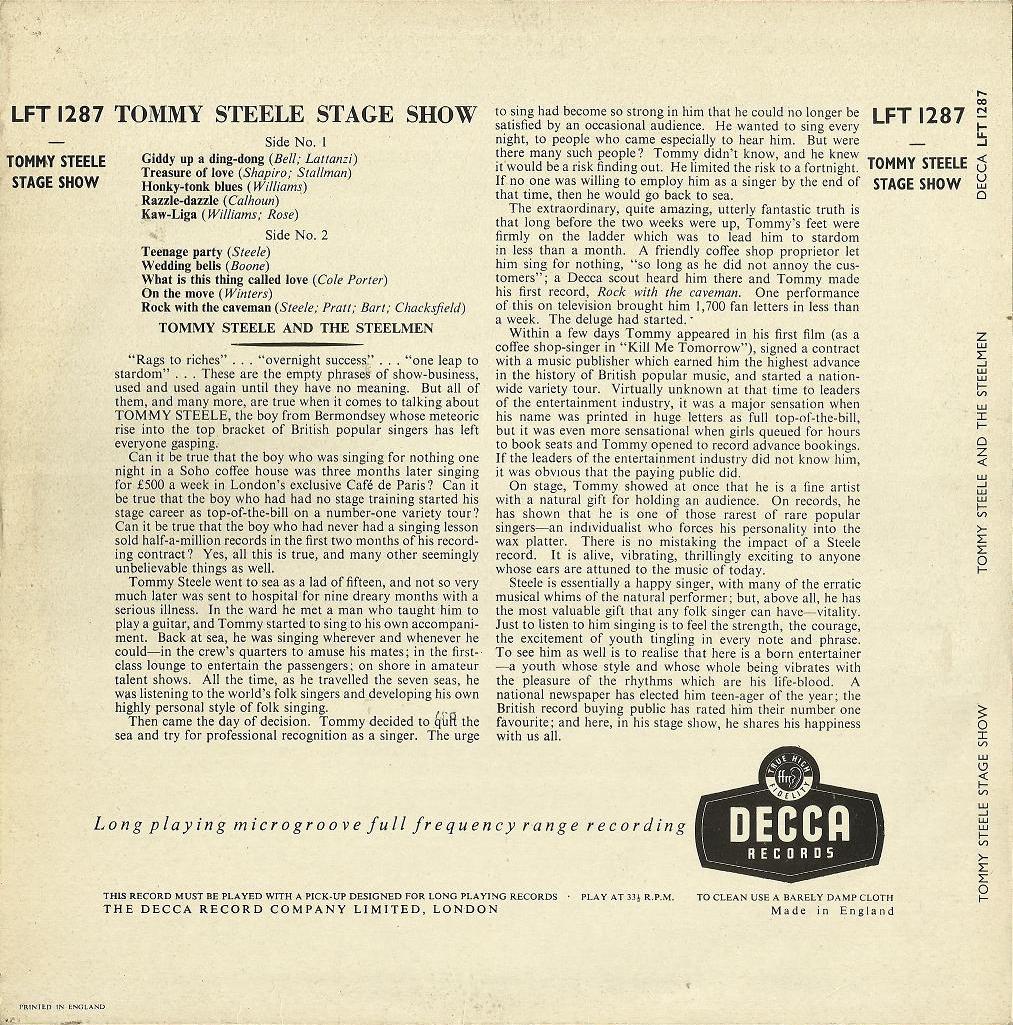 LFT 1287
TOMMY STEELE
STAGE SHOW
TOMMY STEELE STAGE SHOW
Side No. 1
Giddy up a ding-dong (Bell; Lattanzi)
Treasure of love (Shapiro; Stallman)
Honky-tonk blues (Williams)
Razzle-dazzle (Calhoun)
Kaw-Liga (Williams; Rose)
Side No. 2
Teenage party (Steele)
Wedding bells (Boone)
What is this thing called love (Cole Porter)
On the move (Winters)
Rock with the caveman (Steele; Pratt; Bart; Chacksfield)
TOMMY STEELE AND THE STEELMEN
“Rags to riches” . . . “overnight success” . . . “one leap to
stardom” . . . These are the empty phrases of show-business,
used and used again until they have no meaning. But all of
them, and many more, are true when it comes to talking about
TOMMY STEELE, the boy from Bermondsey whose meteoric
rise into the top bracket of British popular singers has left
everyone gasping.
Can it be true that the boy who was singing for nothing one
night in a Soho coffee house was three months later singing
for £500 a week in London's exclusive Café de Paris? Can it
be true that the boy who had had no stage training started his
stage career as top-of-the-bill on a number-one variety tour?
Can it be true that the boy who had never had a singing lesson
sold half-a-million records in the first two months of his record-
ing contract? Yes, all this is true, and many other seemingly
unbelievable things as well.
Tommy Steele went to sea as a lad of fifteen, and not so very
much later was sent to hospital for nine dreary months with a
serious illness. In the ward he met a man who taught him to
play a guitar, and Tommy started to sing to his own accompani-
ment. Back at sea, he was singing wherever and whenever he
could—in the crew's quarters to amuse his mates; in the first-
class lounge to entertain the passengers; on shore in amateur
talent shows. All the time, as he travelled the seven seas, he
was listening to the world's folk singers and developing his own
highly personal style of folk singing.
Then came the day of decision. Tommy decided to quit the
sea and try for professional recognition as a singer. The urge
to sing had become so strong in him that he could no longer be
satisfied by an occasional audience. He wanted to sing every
night, to people who came especially to hear him. But were
there many such people? Tommy didn't know, and he knew
it would be a risk finding out. He limited the risk to a fortnight.
If no one was willing to employ him as a singer by the end of
that time, then he would go back to sea.
The extraordinary, quite amazing, utterly fantastic truth is
that long before the two weeks were up, Tommy's feet were
firmly on the ladder which was to lead him to stardom
in less than a month. A friendly coffee shop proprietor let
him sing for nothing, “so long as he did not annoy the cus-
tomers”; a Decca scout heard him there and Tommy made
his first record, Rock with the caveman. One performance
of this on television brought him 1,700 fan letters in less than
a week. The deluge had started.
Within a few days Tommy appeared in his first film (as a
coffee shop-singer in “Kill Me Tomorrow”), signed a contract
with a music publisher which earned him the highest advance
in the history of British popular music, and started a nation-
wide variety tour. Virtually unknown at that time to leaders
of the entertainment industry, it was a major sensation when
his name was printed in huge letters as full top-of-the-bill,
but it was even more sensational when girls queued for hours
to book seats and Tommy opened to record advance bookings.
If the leaders of the entertainment industry did not know him,
it was obvious that the paying public did.
On stage, Tommy showed at once that he is a fine artist
with a natural gift for holding an audience. On records, he
has shown that he is one of those rarest of rare popular
singers—an individualist who forces his personality into the
wax platter. There is no mistaking the impact of a Steele
record. It is alive, vibrating, thrillingly exciting to anyone
whose ears are attuned to the music of today.
Steele is essentially a happy singer, with many of the erratic
musical whims of the natural performer; but, above all, he has
the most valuable gift that any folk singer can have—vitality.
Just to listen to him singing is to feel the strength, the courage,
the excitement of youth tingling in every note and phrase.
To see him as well is to realise that here is a born entertainer
—a youth whose style and whose whole being vibrates with
the pleasure of the rhythms which are his life-blood. A
national newspaper has elected him teen-ager of the year; the
British record buying public has rated him their number one
favourite; and here, in his stage show, he shares his happiness
with us all.
LFT 1287
TOMMY STEELE
STAGE SHOW
DECCA LFT 1287
TOMMY STEELE AND THE STEELMEN
TOMMY STEELE STAGE SHOW
Long playing microgroove full frequency range recording
TRUE HIGH
ffrr
FIDELITY
DECCA
RECORDS
THIS RECORD MUST BE PLAYED WITH A PICK-UP DESIGNED FOR LONG PLAYING RECORDS · PLAY AT 33⅓ R.P.M. TO CLEAN USE A BARELY DAMP CLOTH
THE DECCA RECORD COMPANY LIMITED, LONDON
Made in England
PRINTED IN ENGLAND